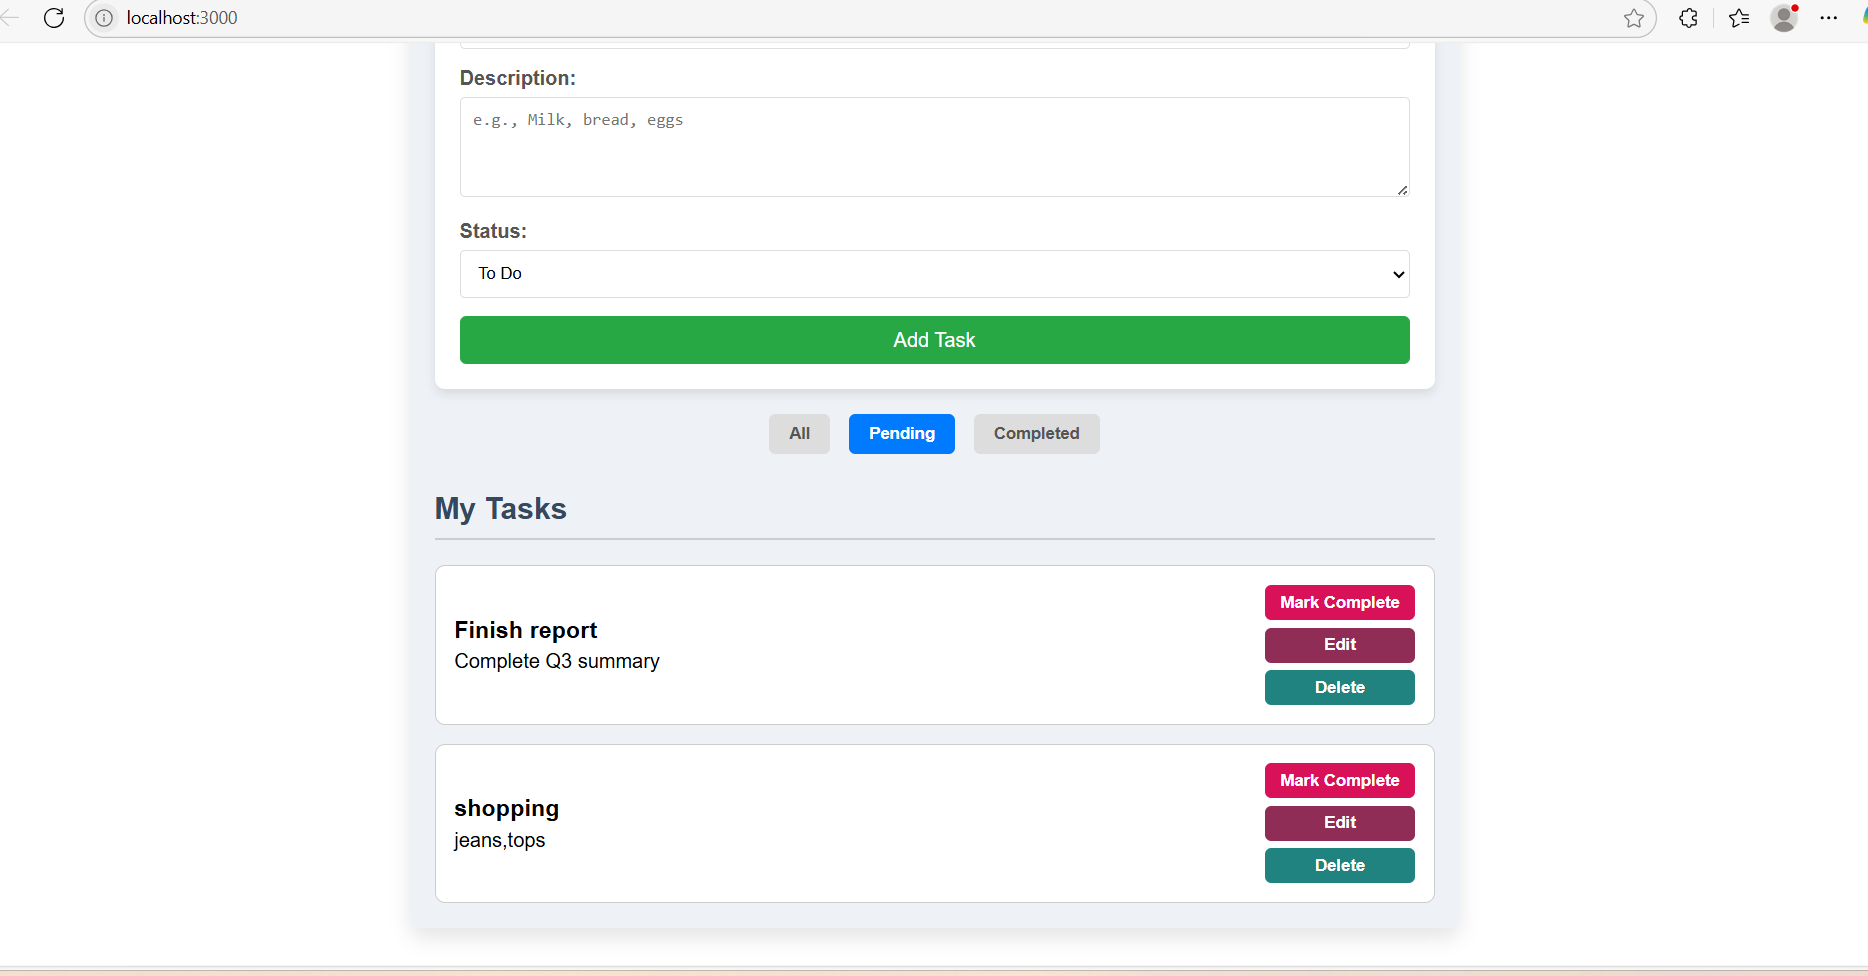 localhost:3000
Description:
e.g., Milk, bread, eggs
Status:
To Do
Add Task
All
Pending
Completed
My Tasks
Finish report
Complete Q3 summary
Mark Complete
Edit
Delete
shopping
jeans,tops
Mark Complete
Edit
Delete